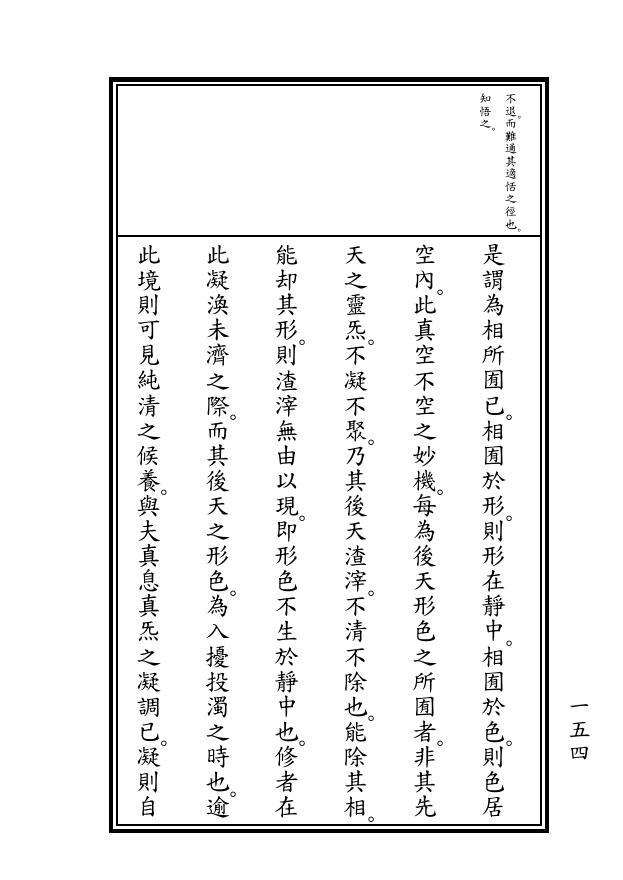 不退。而難通其適恬之徑也。
知悟之。
是謂為相所囿已。相囿於形。則形在靜中。相囿於色。則色居
空內。此真空不空之妙機。每為後天形色之所囿者。非其先
天之靈炁。不凝不聚。乃其後天渣滓。不清不除也。能除其相。
能却其形。則渣滓無由以現。即形色不生於靜中也。修者在
此凝渙未濟之際。而其後天之形色。為入擾投濁之時也。逾
此境則可見純清之候養。與夫真息真炁之凝調已。凝則自
一五四